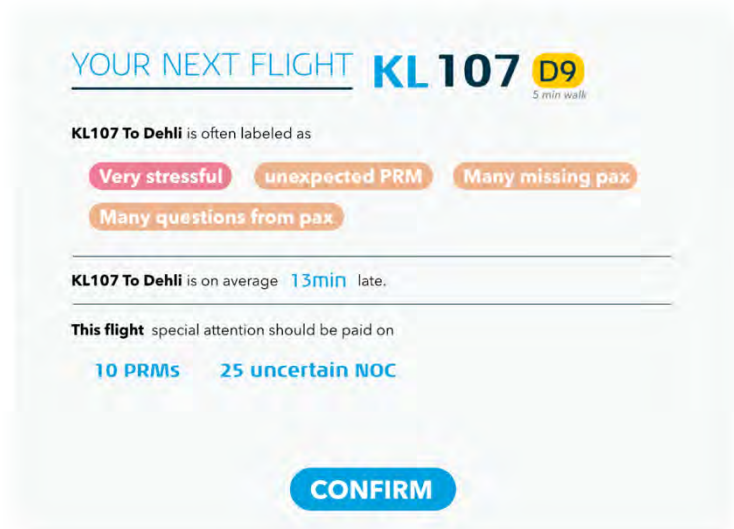 YOUR NEXT FLIGHT KL 107 D9
5 min walk
KL107 To Dehli is often labeled as
Very stressful unexpected PRM Many missing pax
Many questions from pax
KL107 To Dehli is on average 13min late.
This flight special attention should be paid on
10 PRMs 25 uncertain NOC
CONFIRM